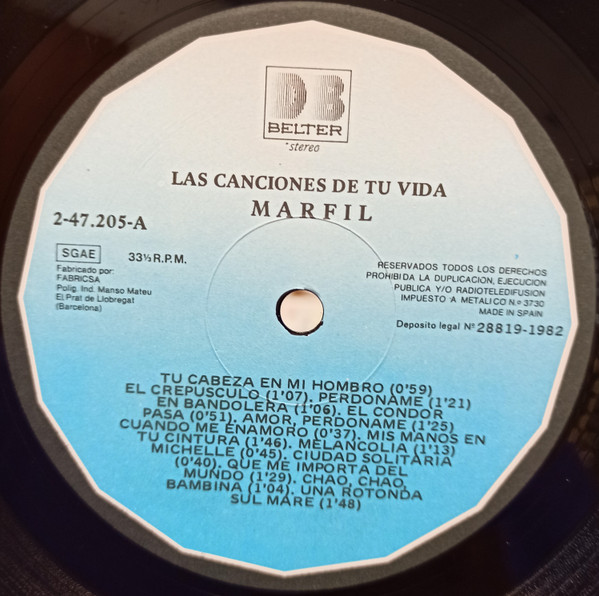 DB
BELTER
stereo
LAS CANCIONES DE TU VIDA
MARFIL
2-47.205-A
SGAE
33⅓ R.P.M.
Fabricado por:
FABRICSA
Polig. Ind. Manso Mateu
El Prat de Llobregat
(Barcelona)
RESERVADOS TODOS LOS DERECHOS
PROHIBIDA LA DUPLICACION, EJECUCION
PUBLICA Y/O RADIOTELEDIFUSION
IMPUESTO A METALICO N.º 3730
MADE IN SPAIN
Deposito legal Nº 28819-1982
TU CABEZA EN MI HOMBRO (0'59)
EL CREPUSCULO (1'07). PERDONAME (1'21)
EN BANDOLERA (1'06). EL CONDOR
PASA (0'51), AMOR, PERDONAME (1'25)
CUANDO ME ENAMORO (0'37). MIS MANOS EN
TU CINTURA (1'46). MELANCOLIA (1'13)
MICHELLE (0'45). CIUDAD SOLITARIA
(0'40). QUE ME IMPORTA DEL
MUNDO (1'29). CHAO, CHAO,
BAMBINA (1'04). UNA ROTONDA
SUL MARE (1'48)